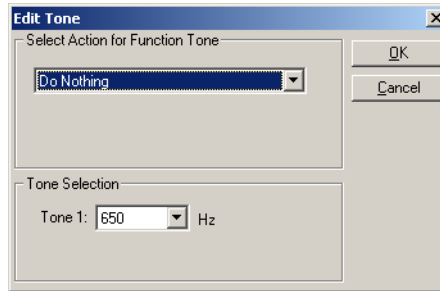 Edit Tone
Select Action for Function Tone
OK
Do Nothing
Cancel
Tone Selection
Tone 1: 650 Hz